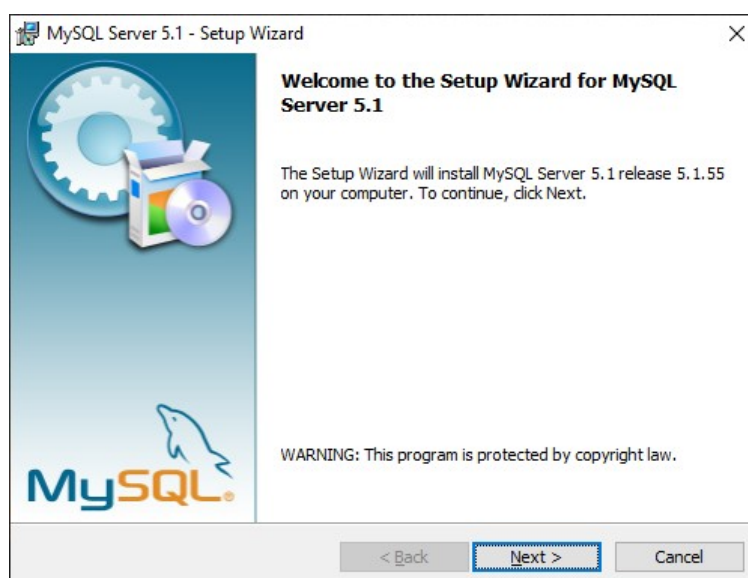 MySQL Server 5.1 - Setup Wizard
Welcome to the Setup Wizard for MySQL
Server 5.1
The Setup Wizard will install MySQL Server 5.1 release 5.1.55
on your computer. To continue, click Next.
WARNING: This program is protected by copyright law.
MySQL®
< Back
Next >
Cancel